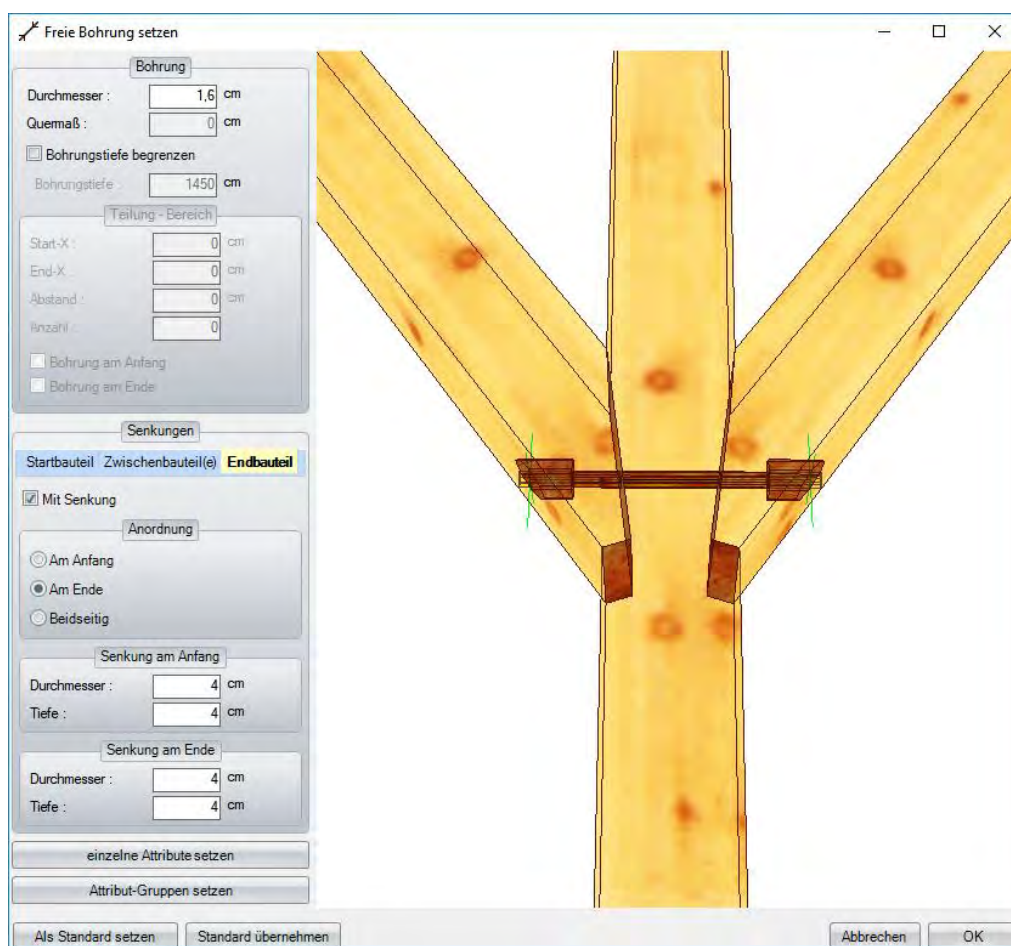 Freie Bohrung setzen
Bohrung
Durchmesser : 1,6 cm
Quermaß : 0 cm
Bohrungstiefe begrenzen
Bohrungstiefe : 1450 cm
Teilung - Bereich
Start-X : 0 cm
End-X : 0 cm
Abstand : 0 cm
Anzahl : 0
Bohrung am Anfang
Bohrung am Ende
Senkungen
Startbauteil Zwischenbauteil(e) Endbauteil
Mit Senkung
Anordnung
Am Anfang
Am Ende
Beidseitig
Senkung am Anfang
Durchmesser : 4 cm
Tiefe : 4 cm
Senkung am Ende
Durchmesser : 4 cm
Tiefe : 4 cm
einzelne Attribute setzen
Attribut-Gruppen setzen
Als Standard setzen Standard übernehmen Abbrechen OK